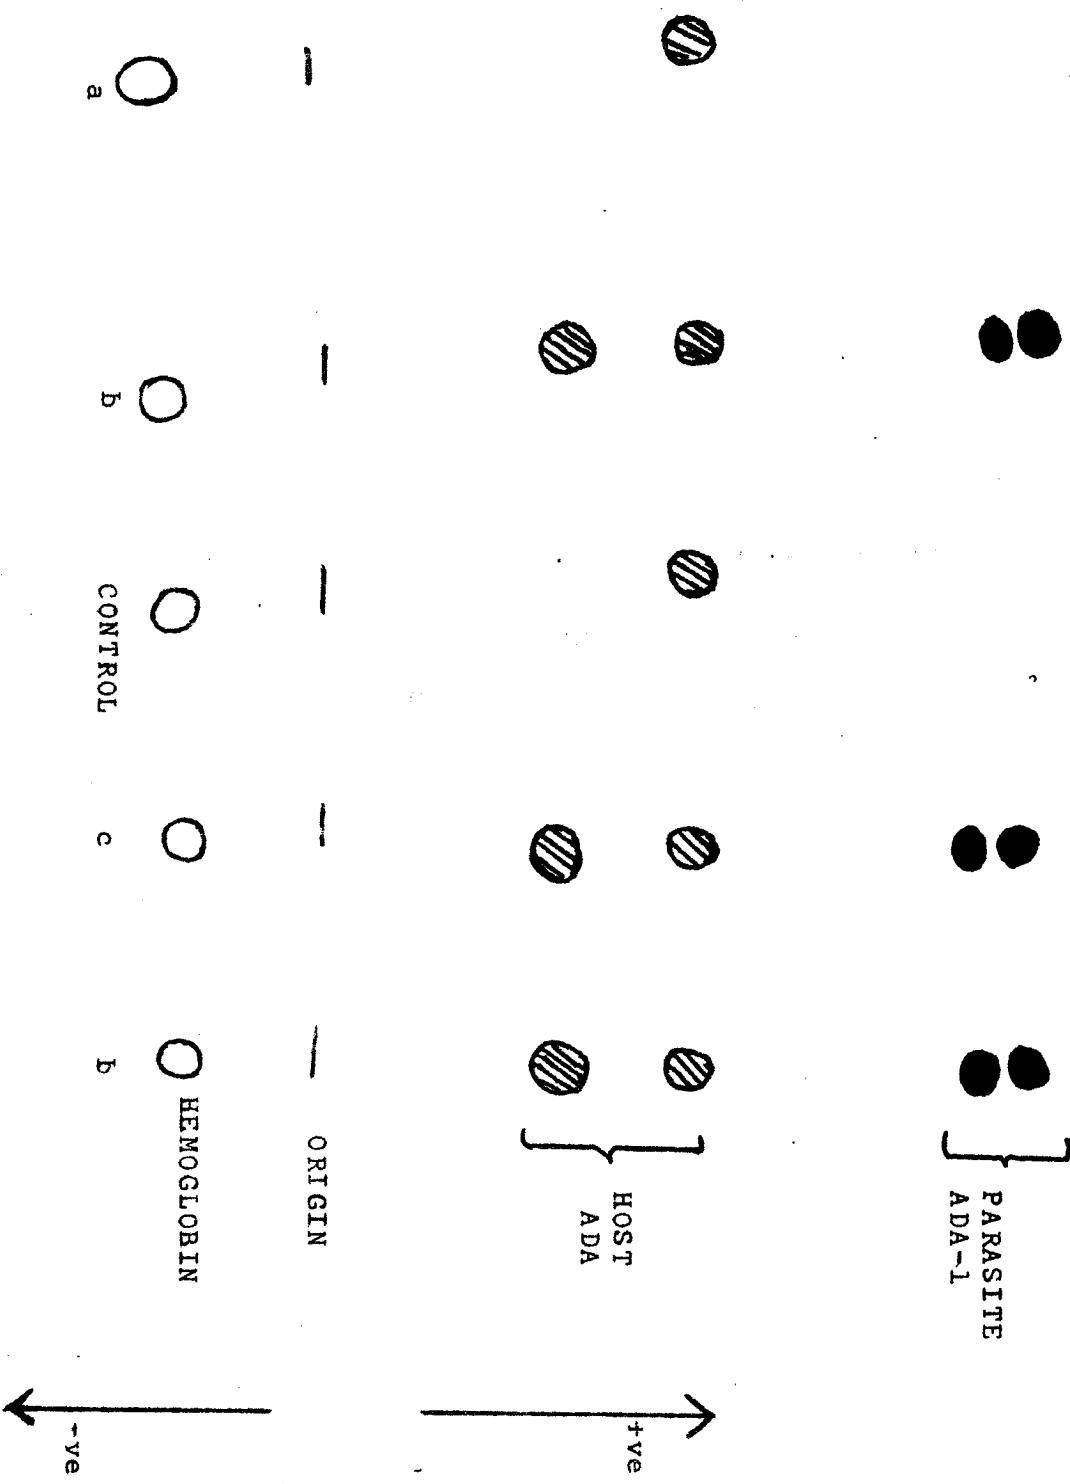 PARASITE
ADA-1
HOST
ADA
ORIGIN
HEMOGLOBIN
a
b
CONTROL
c
b
+ve
-ve